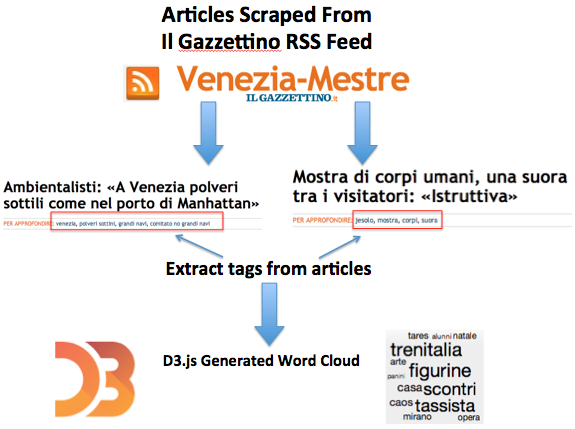 Articles Scraped From
Il Gazzettino RSS Feed
Venezia-Mestre
IL GAZZETTINO.it
Ambientalisti: «A Venezia polveri
sottili come nel porto di Manhattan»
PER APPROFONDIRE: venezia, polveri sottini, grandi navi, comitato no grandi navi
Mostra di corpi umani, una suora
tra i visitatori: «Istruttiva»
PER APPROFONDIRE: jesolo, mostra, corpi, suora
Extract tags from articles
D3.js Generated Word Cloud
D3
tares alunni natale
trenitalia
arte
figurine
panini
casa scontri
caos tassista
mirano opera